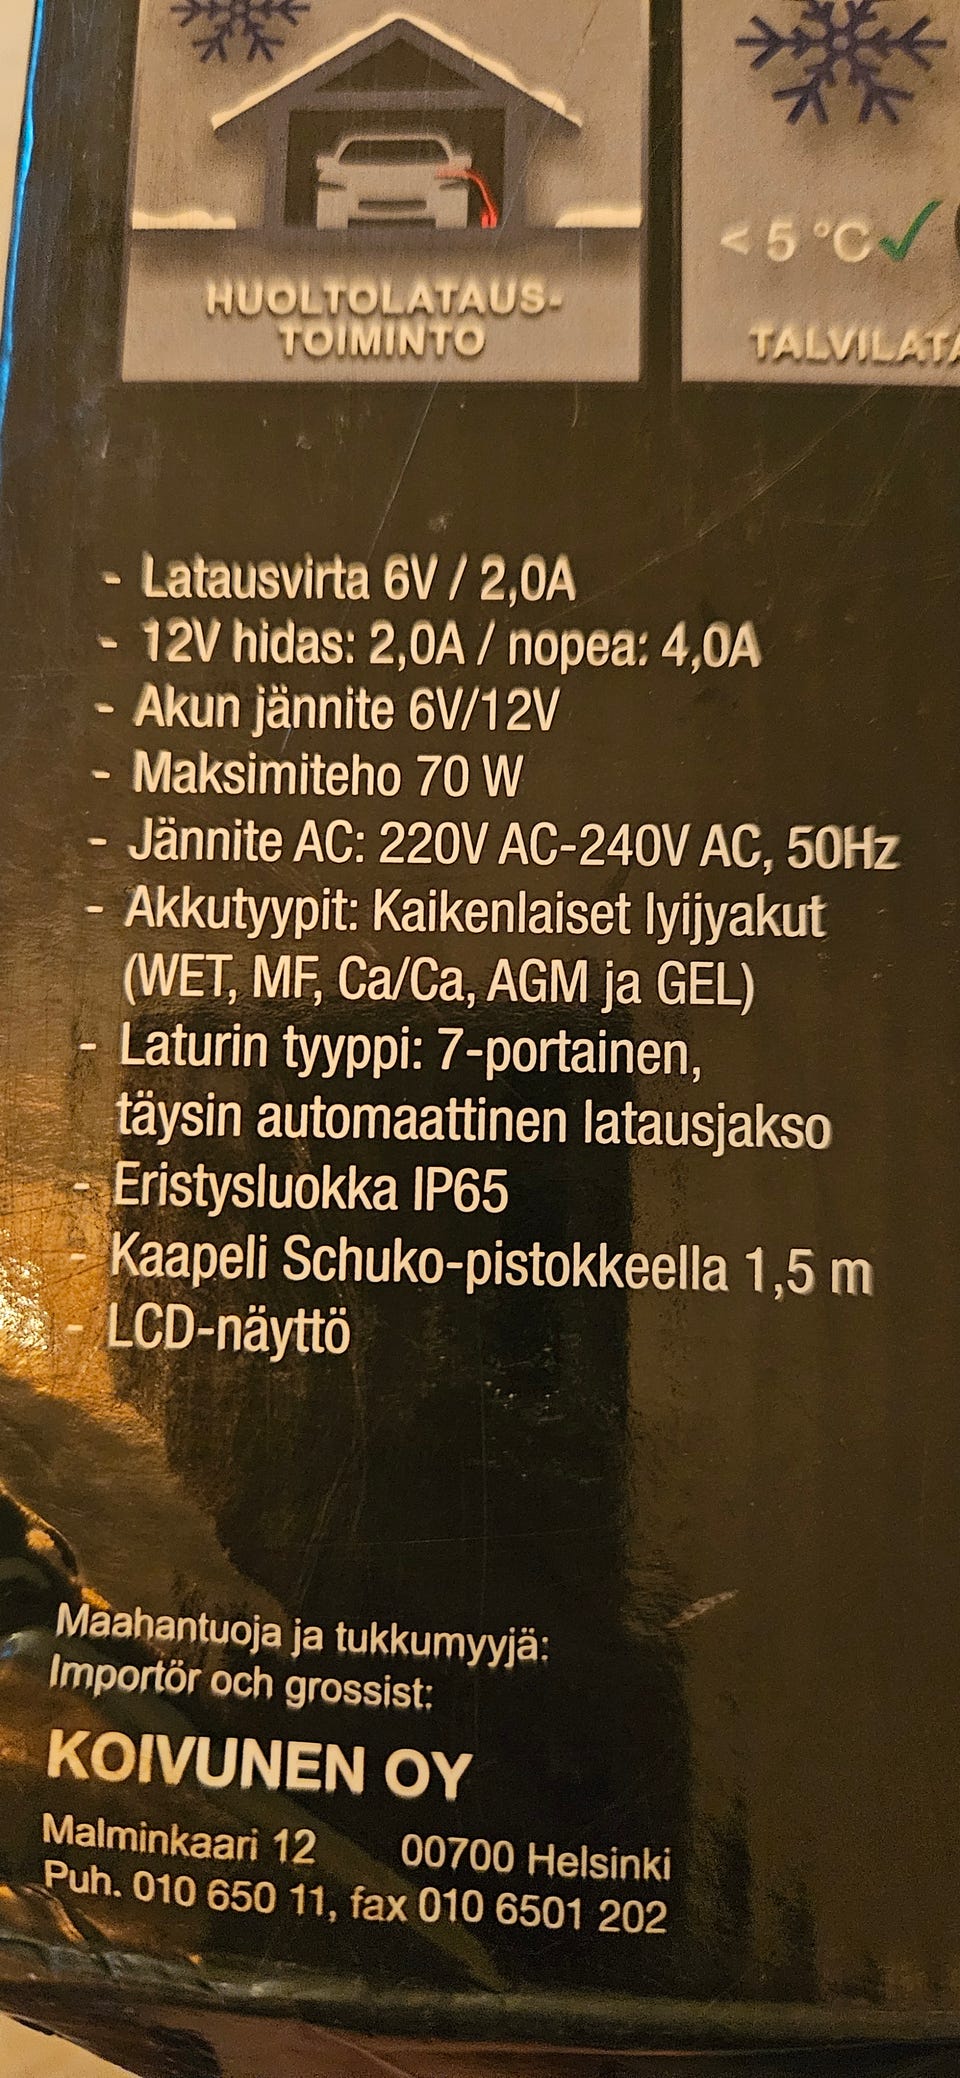 HUOLTOLATAUS-
TOIMINTO
< 5 °C
- Latausvirta 6V / 2,0A
- 12V hidas: 2,0A / nopea: 4,0A
- Akun jännite 6V/12V
- Maksimiteho 70 W
- Jännite AC: 220V AC-240V AC, 50Hz
- Akkutyypit: Kaikenlaiset lyijyakut
(WET, MF, Ca/Ca, AGM ja GEL)
- Laturin tyyppi: 7-portainen,
täysin automaattinen latausjakso
- Eristysluokka IP65
- Kaapeli Schuko-pistokkeella 1,5 m
- LCD-näyttö
Maahantuoja ja tukkumyyjä:
Importör och grossist:
KOIVUNEN OY
Malminkaari 12 00700 Helsinki
Puh. 010 650 11, fax 010 6501 202